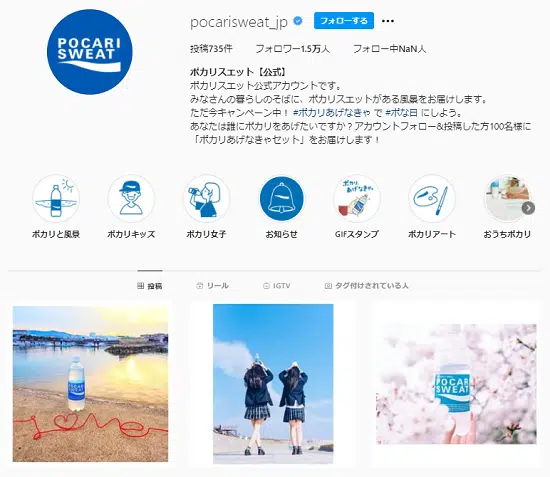 POCARI
SWEAT
pocarisweat_jp
フォローする
投稿735件 フォロワー1.5万人 フォロー中NaN人
ポカリスエット【公式】
ポカリスエット公式アカウントです。
みなさんの暮らしのそばに、ポカリスエットがある風景をお届けします。
ただ今キャンペーン中！ #ポカリあげなきゃ で #ポな日 にしよう。
あなたは誰にポカリをあげたいですか？アカウントフォロー&投稿した方100名様に
「ポカリあげなきゃセット」をお届けします！
ポカリ
あげなきゃ。
ポカリと風景 ポカリキッズ ポカリ女子 お知らせ GIFスタンプ ポカリアート おうちポカリ
投稿 リール IGTV タグ付けされている人
POCARI
SWEAT
Love
POCARI
SWEAT